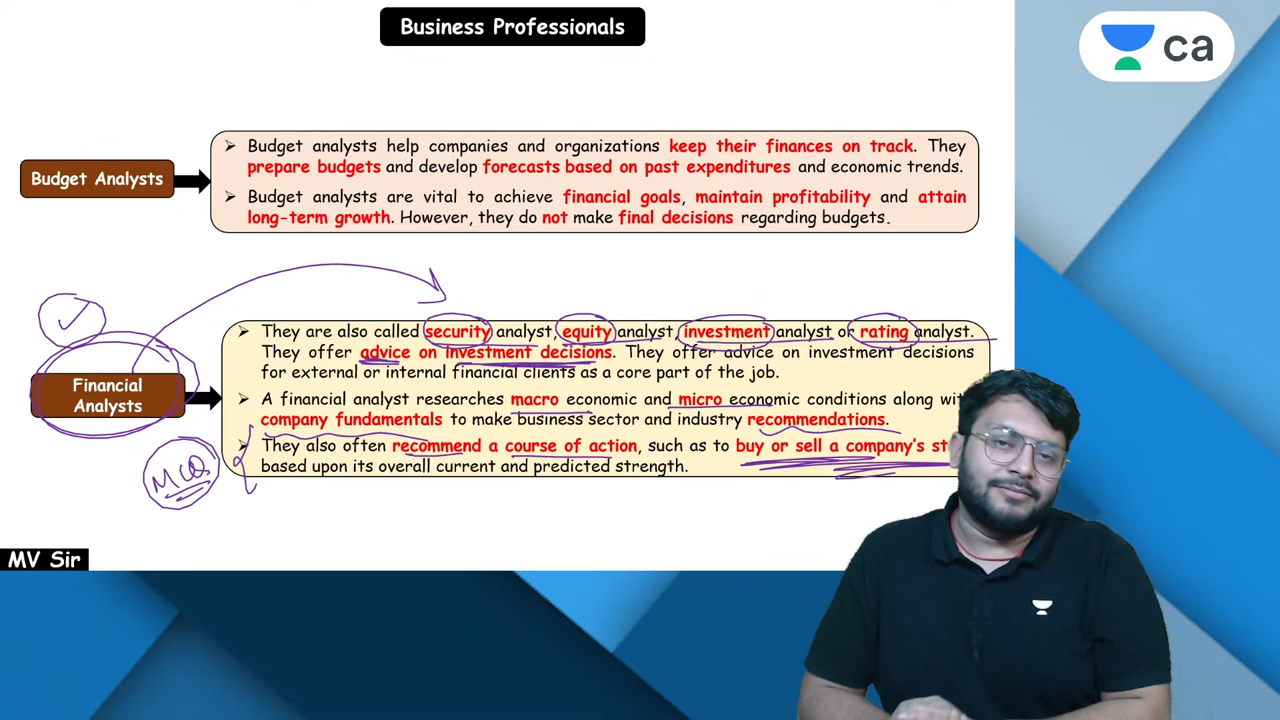 Business Professionals
ca
Budget Analysts
➢ Budget analysts help companies and organizations keep their finances on track. They
prepare budgets and develop forecasts based on past expenditures and economic trends.
➢ Budget analysts are vital to achieve financial goals, maintain profitability and attain
long-term growth. However, they do not make final decisions regarding budgets.
Financial
Analysts
➢ They are also called security analyst, equity analyst, investment analyst or rating analyst.
They offer advice on investment decisions. They offer advice on investment decisions
for external or internal financial clients as a core part of the job.
➢ A financial analyst researches macro economic and micro economic conditions along wit
company fundamentals to make business sector and industry recommendations.
➢ They also often recommend a course of action, such as to buy or sell a company's st
based upon its overall current and predicted strength.
MCQs
MV Sir